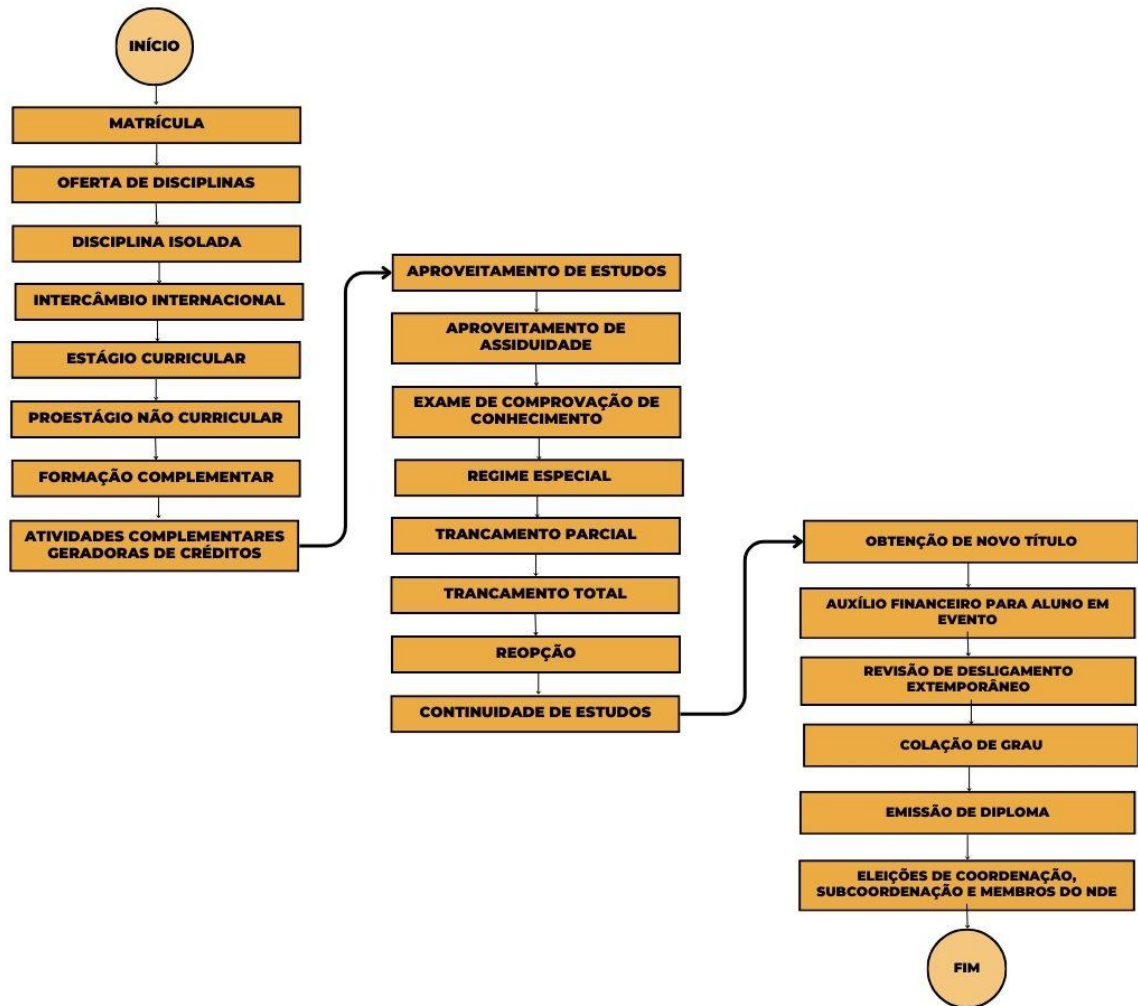 INÍCIO
MATRÍCULA
OFERTA DE DISCIPLINAS
DISCIPLINA ISOLADA
INTERCÂMBIO INTERNACIONAL
ESTÁGIO CURRICULAR
PROESTÁGIO NÃO CURRICULAR
FORMAÇÃO COMPLEMENTAR
ATIVIDADES COMPLEMENTARES
GERADORAS DE CRÉDITOS
APROVEITAMENTO DE ESTUDOS
APROVEITAMENTO DE
ASSIDUIDADE
EXAME DE COMPROVAÇÃO DE
CONHECIMENTO
REGIME ESPECIAL
TRANCAMENTO PARCIAL
TRANCAMENTO TOTAL
REOPÇÃO
CONTINUIDADE DE ESTUDOS
OBTENÇÃO DE NOVO TÍTULO
AUXÍLIO FINANCEIRO PARA ALUNO EM
EVENTO
REVISÃO DE DESLIGAMENTO
EXTEMPORÂNEO
COLAÇÃO DE GRAU
EMISSÃO DE DIPLOMA
ELEIÇÕES DE COORDENAÇÃO,
SUBCOORDENAÇÃO E MEMBROS DO NDE
FIM